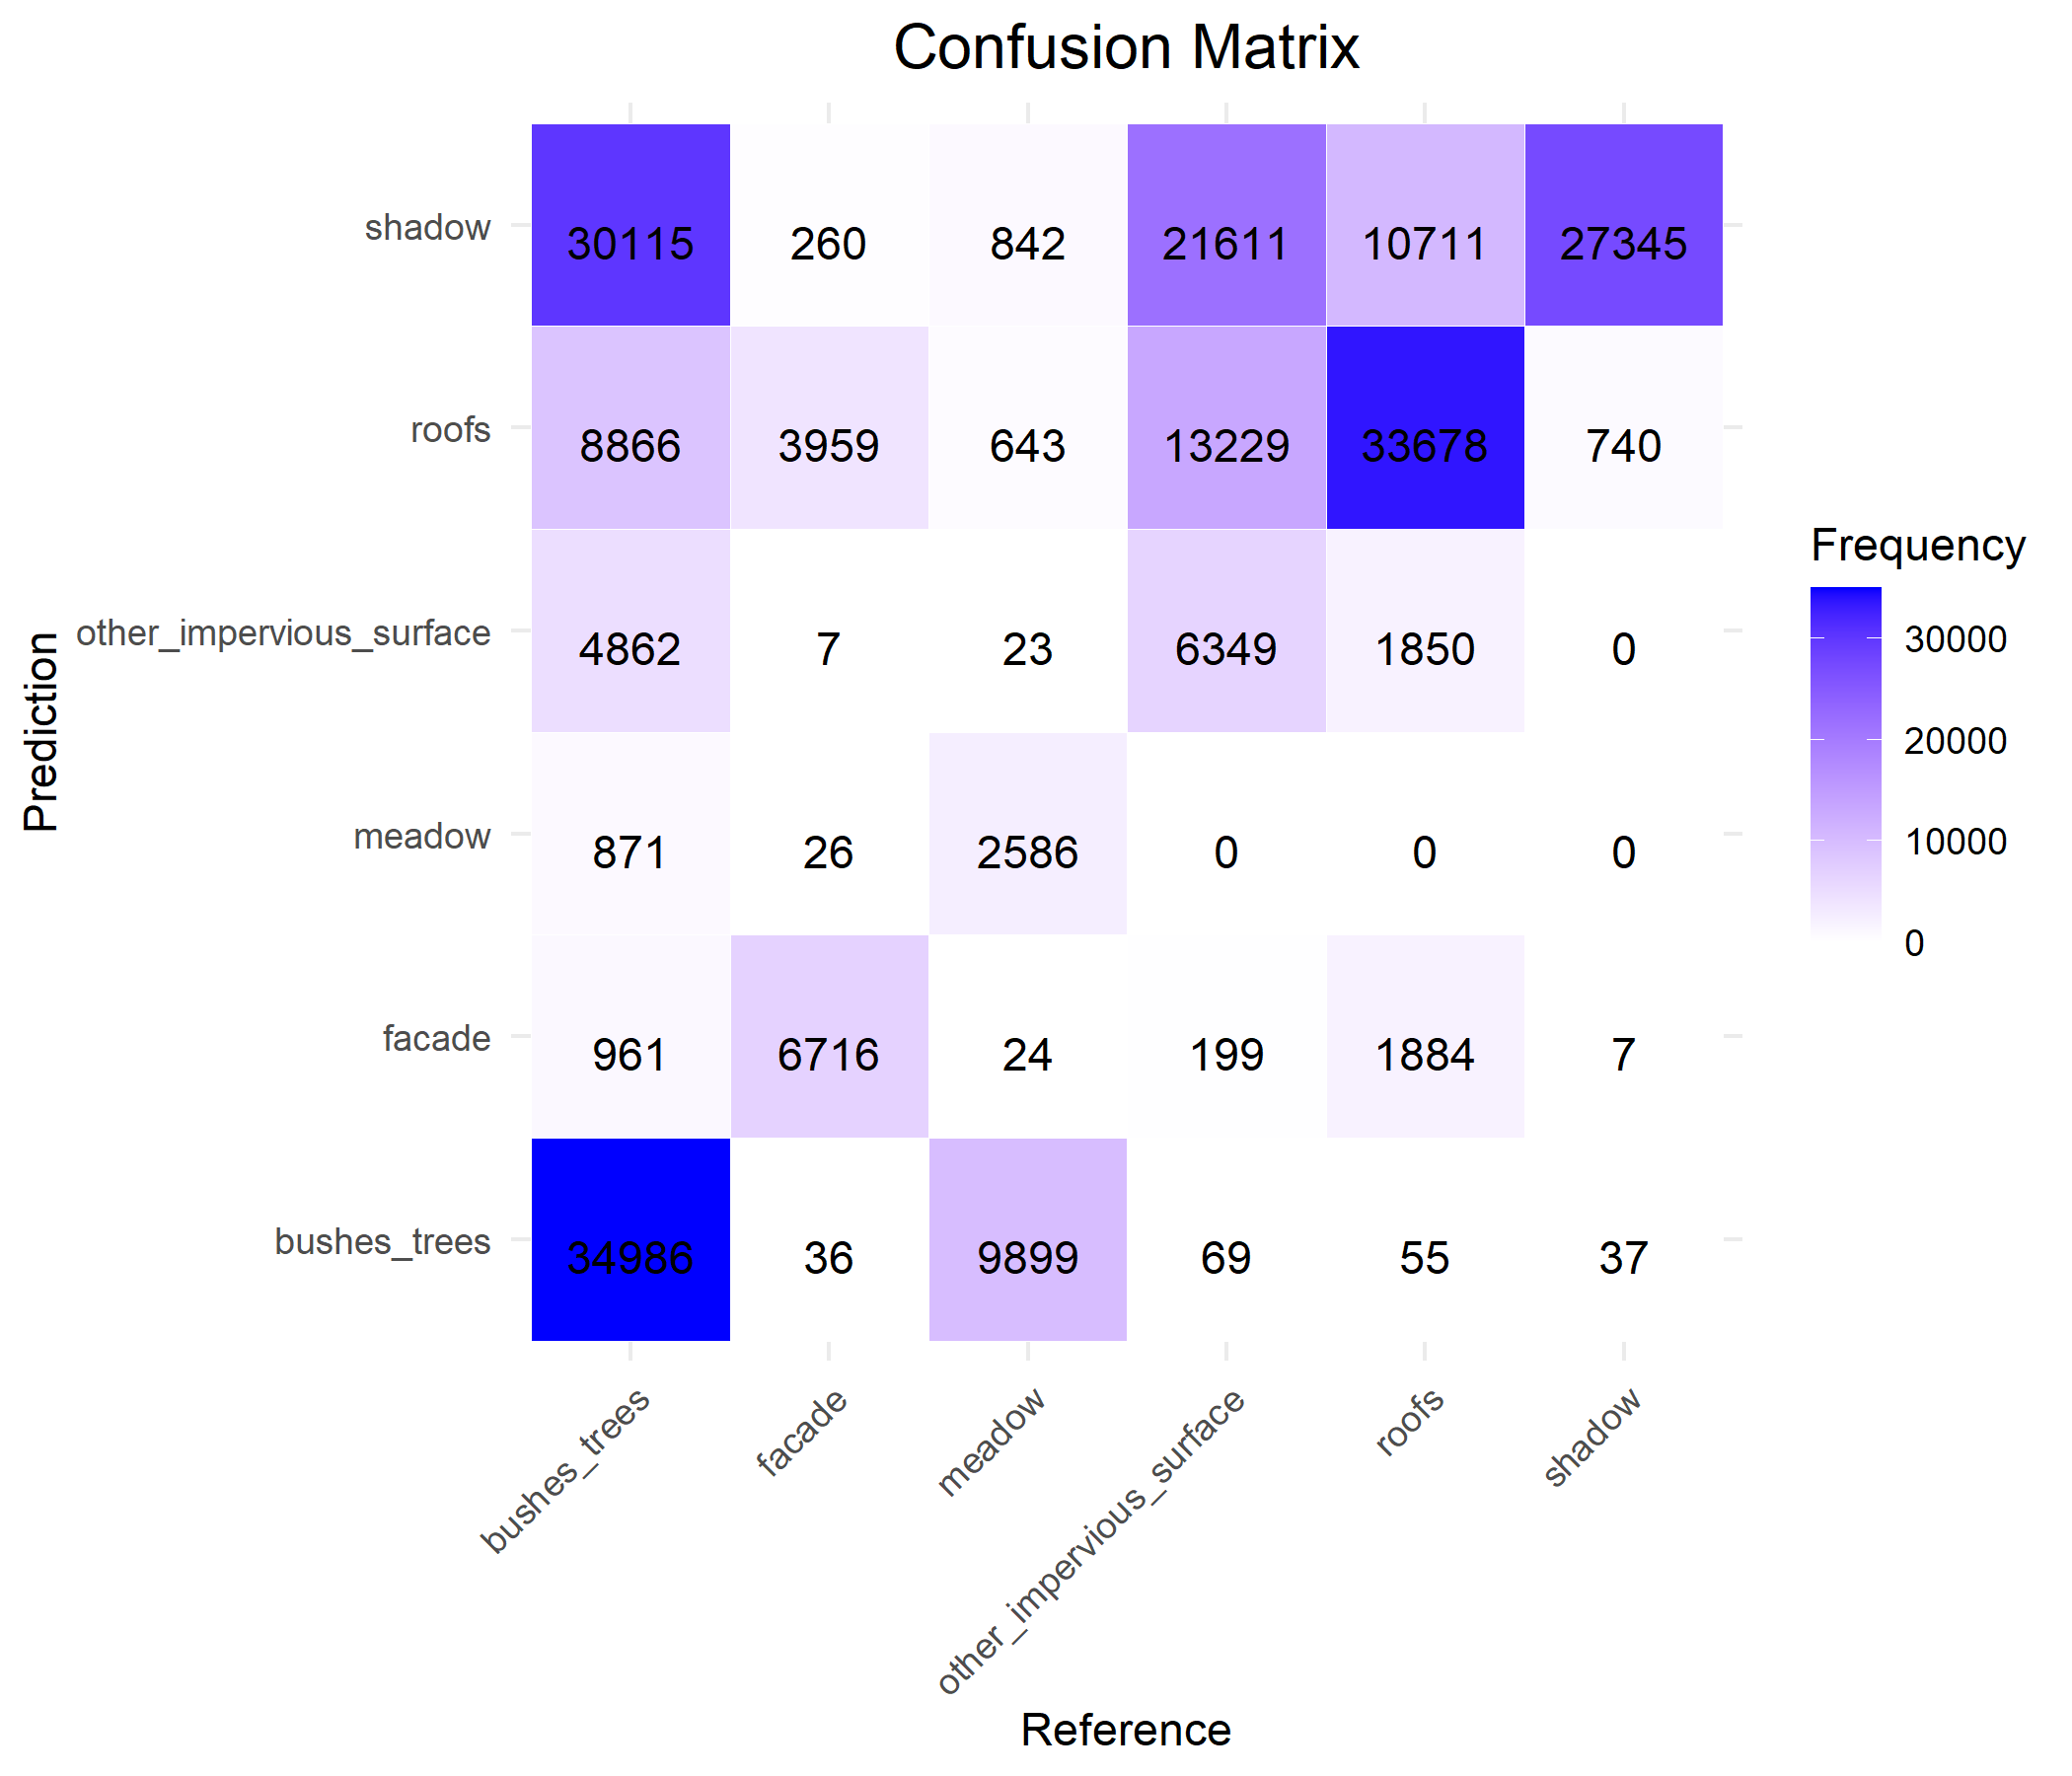 Confusion Matrix
shadow 30115 260 842 21611 10711 27345
roofs 8866 3959 643 13229 33678 740
other_impervious_surface 4862 7 23 6349 1850 0
meadow 871 26 2586 0 0 0
facade 961 6716 24 199 1884 7
bushes_trees 34986 36 9899 69 55 37
Prediction
bushes_trees facade meadow other_impervious_surface roofs shadow
Reference
Frequency
30000
20000
10000
0